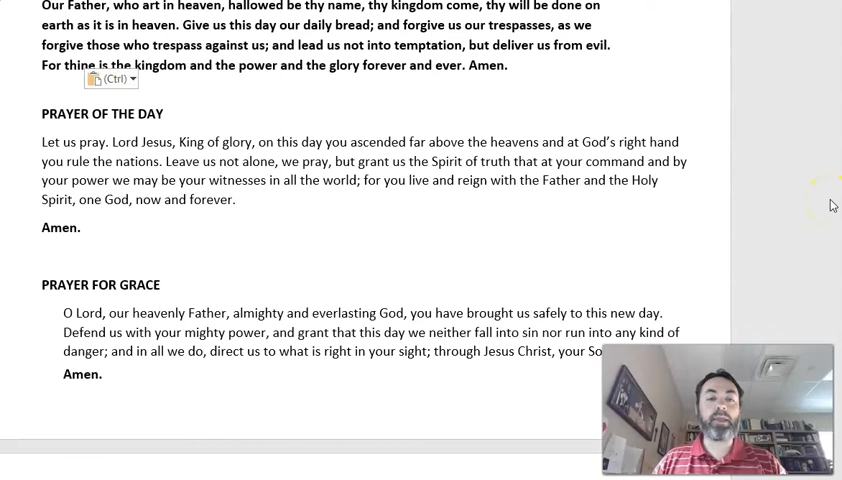 Our Father, who art in heaven, hallowed be thy name, thy kingdom come, thy will be done on
earth as it is in heaven. Give us this day our daily bread; and forgive us our trespasses, as we
forgive those who trespass against us; and lead us not into temptation, but deliver us from evil.
For thine is the kingdom and the power and the glory forever and ever. Amen.
(Ctrl)
PRAYER OF THE DAY
Let us pray. Lord Jesus, King of glory, on this day you ascended far above the heavens and at God’s right hand
you rule the nations. Leave us not alone, we pray, but grant us the Spirit of truth that at your command and by
your power we may be your witnesses in all the world; for you live and reign with the Father and the Holy
Spirit, one God, now and forever.
Amen.
PRAYER FOR GRACE
O Lord, our heavenly Father, almighty and everlasting God, you have brought us safely to this new day.
Defend us with your mighty power, and grant that this day we neither fall into sin nor run into any kind of
danger; and in all we do, direct us to what is right in your sight; through Jesus Christ, your So
Amen.